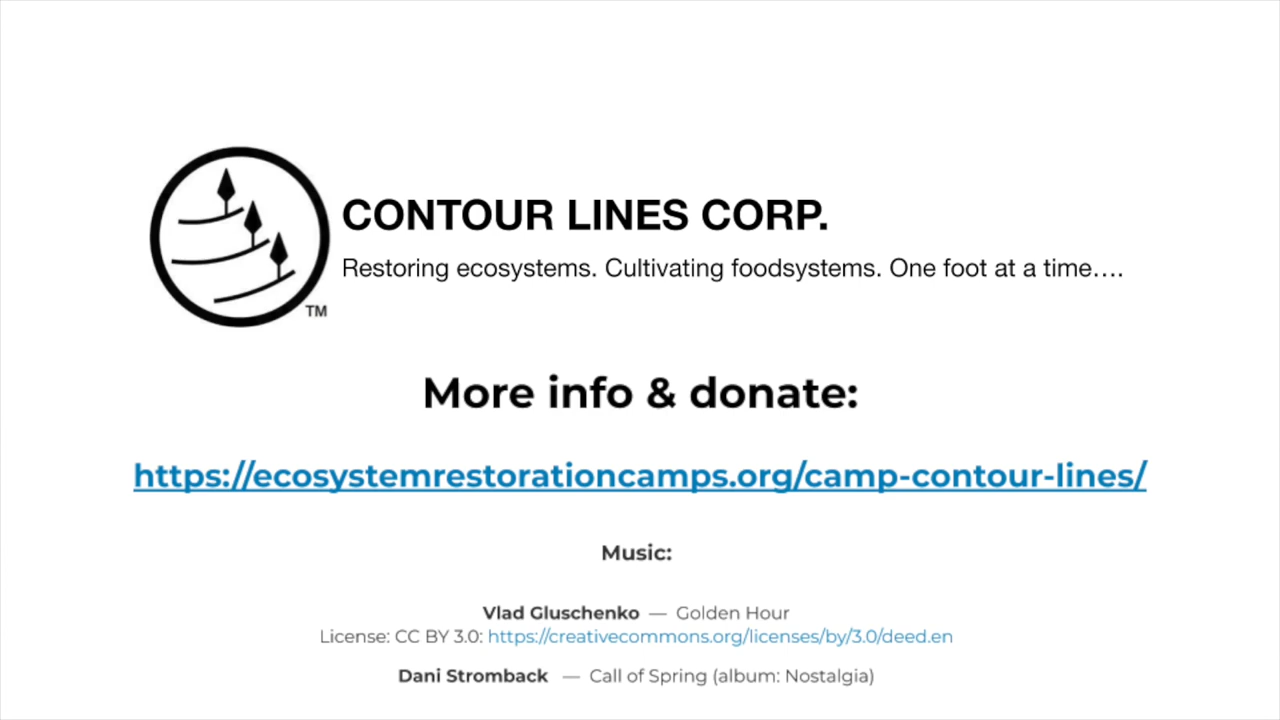 CONTOUR LINES CORP.
Restoring ecosystems. Cultivating foodsystems. One foot at a time....
TM
More info & donate:
https://ecosystemrestorationcamps.org/camp-contour-lines/
Music:
Vlad Gluschenko — Golden Hour
License: CC BY 3.0: https://creativecommons.org/licenses/by/3.0/deed.en
Dani Stromback — Call of Spring (album: Nostalgia)